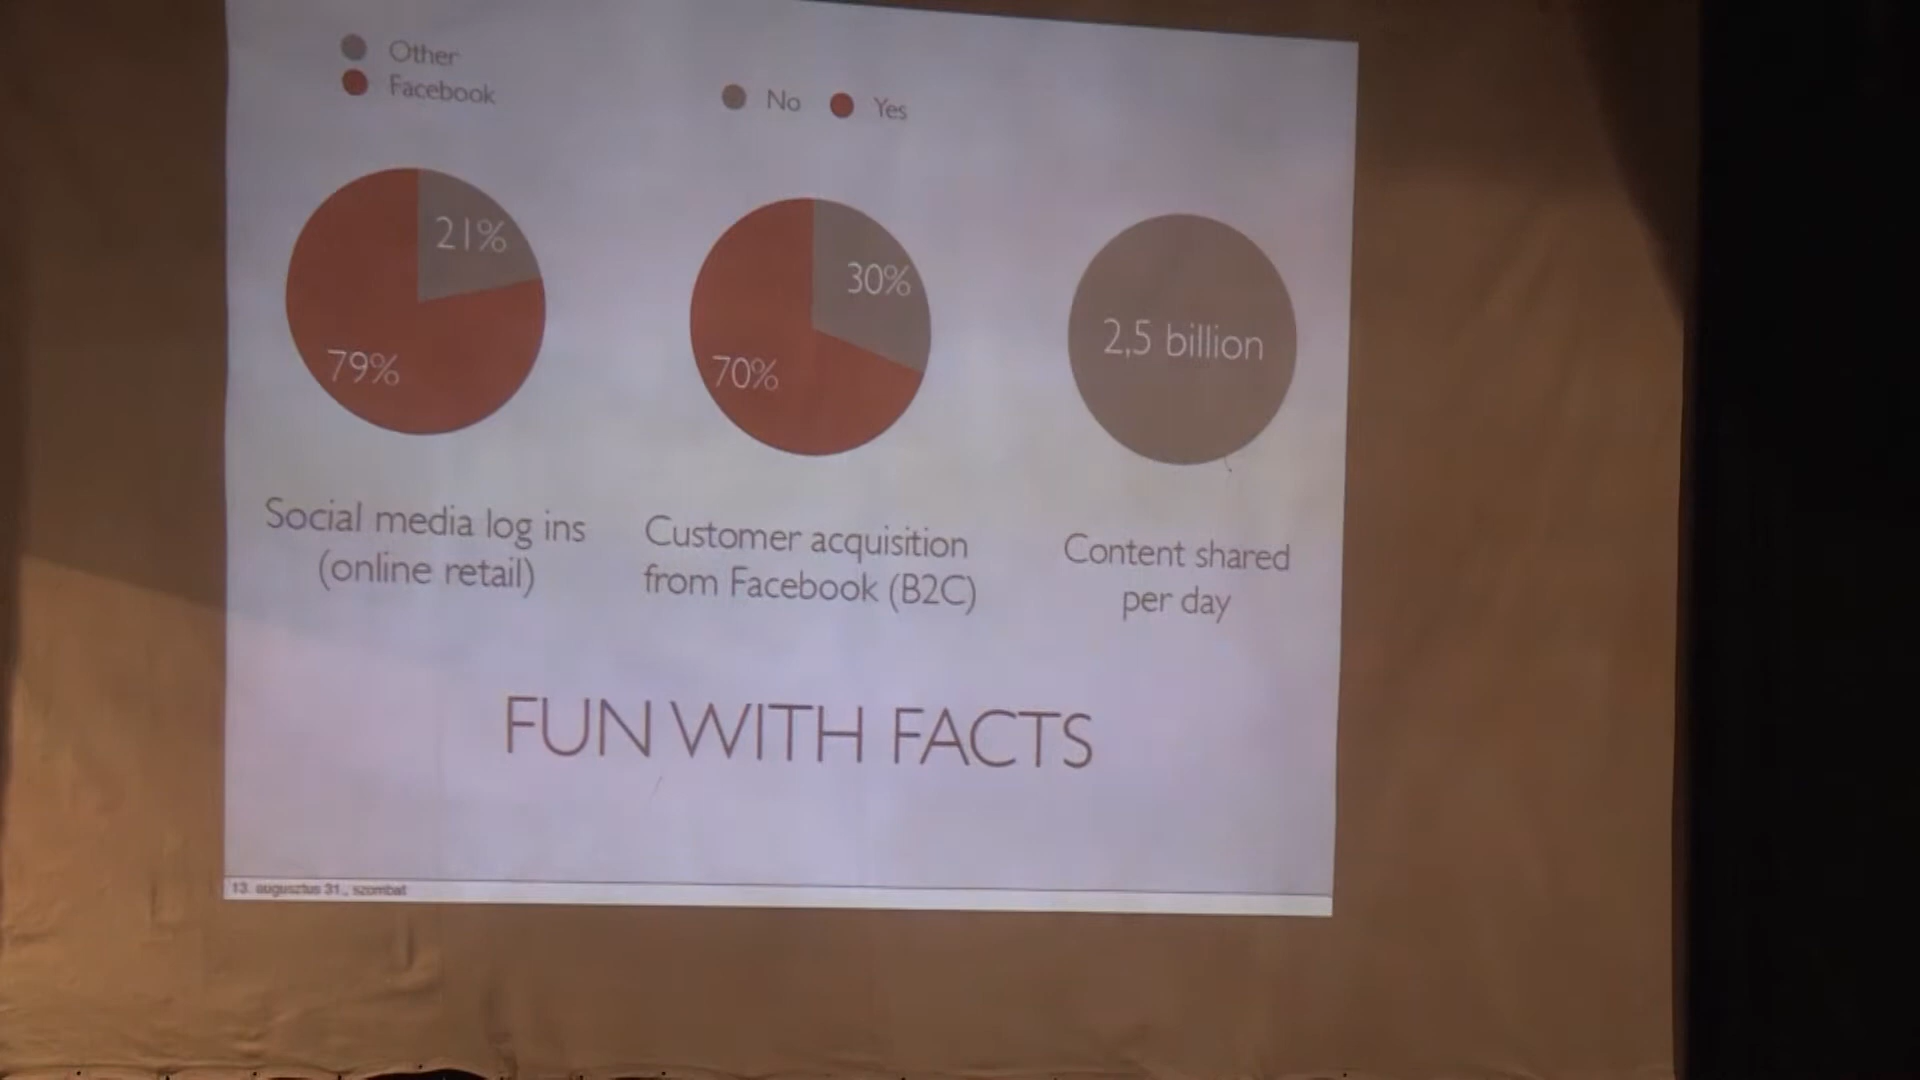 Other
Facebook
No Yes
21%
79%
30%
70%
2,5 billion
Social media log ins
(online retail)
Customer acquisition
from Facebook (B2C)
Content shared
per day
FUN WITH FACTS
13. augusztus 31., szombat